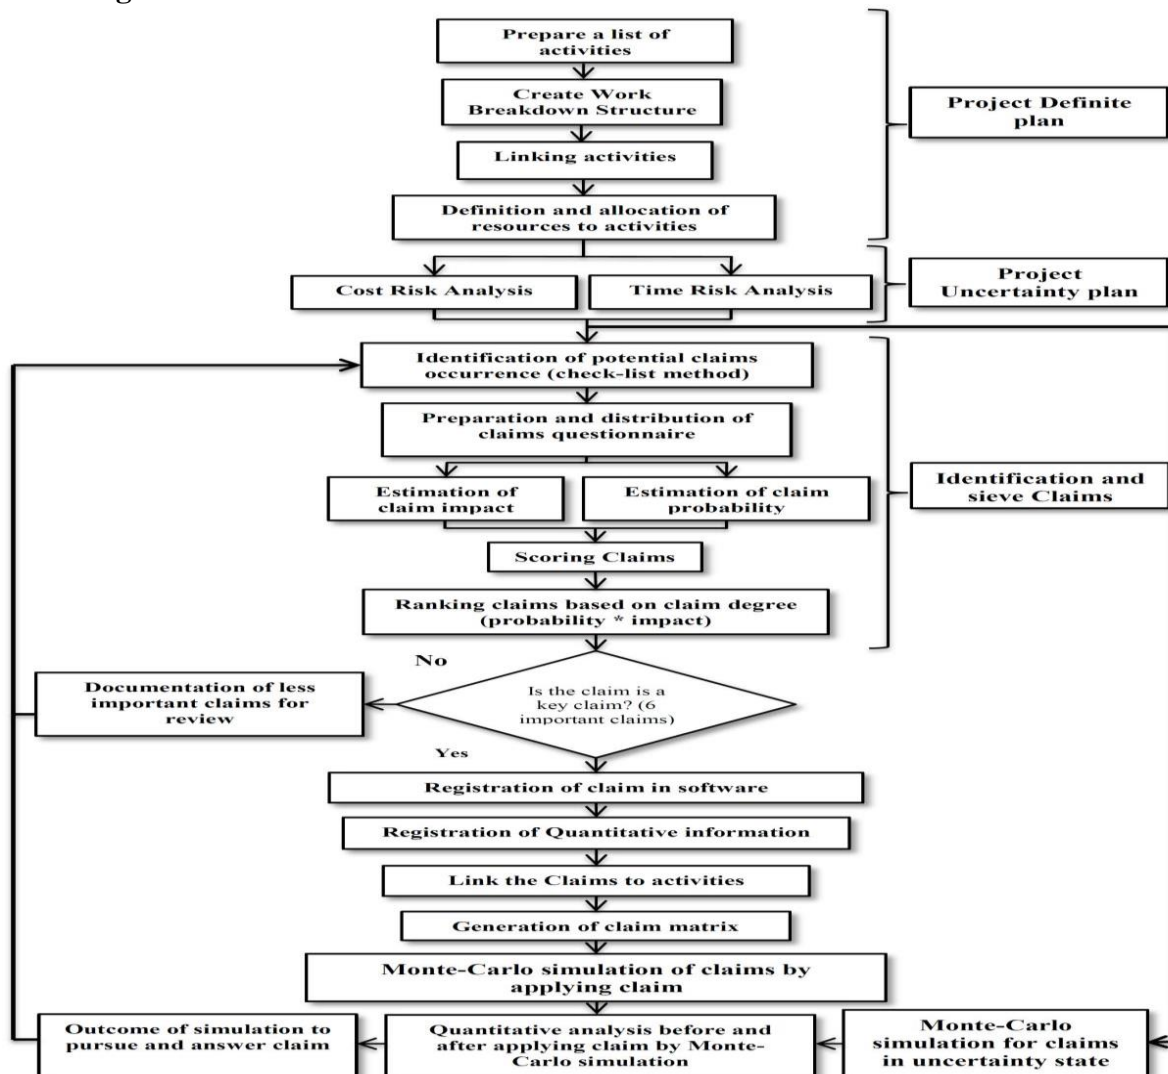 Prepare a list of
activities
Create Work
Breakdown Structure
Project Definite
plan
Linking activities
Definition and allocation of
resources to activities
Cost Risk Analysis
Time Risk Analysis
Project
Uncertainty plan
Identification of potential claims
occurrence (check-list method)
Preparation and distribution of
claims questionnaire
Estimation of
claim impact
Estimation of claim
probability
Identification and
sieve Claims
Scoring Claims
Ranking claims based on claim degree
(probability * impact)
No
Documentation of less
important claims for
review
Is the claim is a
key claim? (6
important claims)
Yes
Registration of claim in software
Registration of Quantitative information
Link the Claims to activities
Generation of claim matrix
Monte-Carlo simulation of claims by
applying claim
Outcome of simulation to
pursue and answer claim
Quantitative analysis before and
after applying claim by Monte-
Carlo simulation
Monte-Carlo
simulation for claims
in uncertainty state